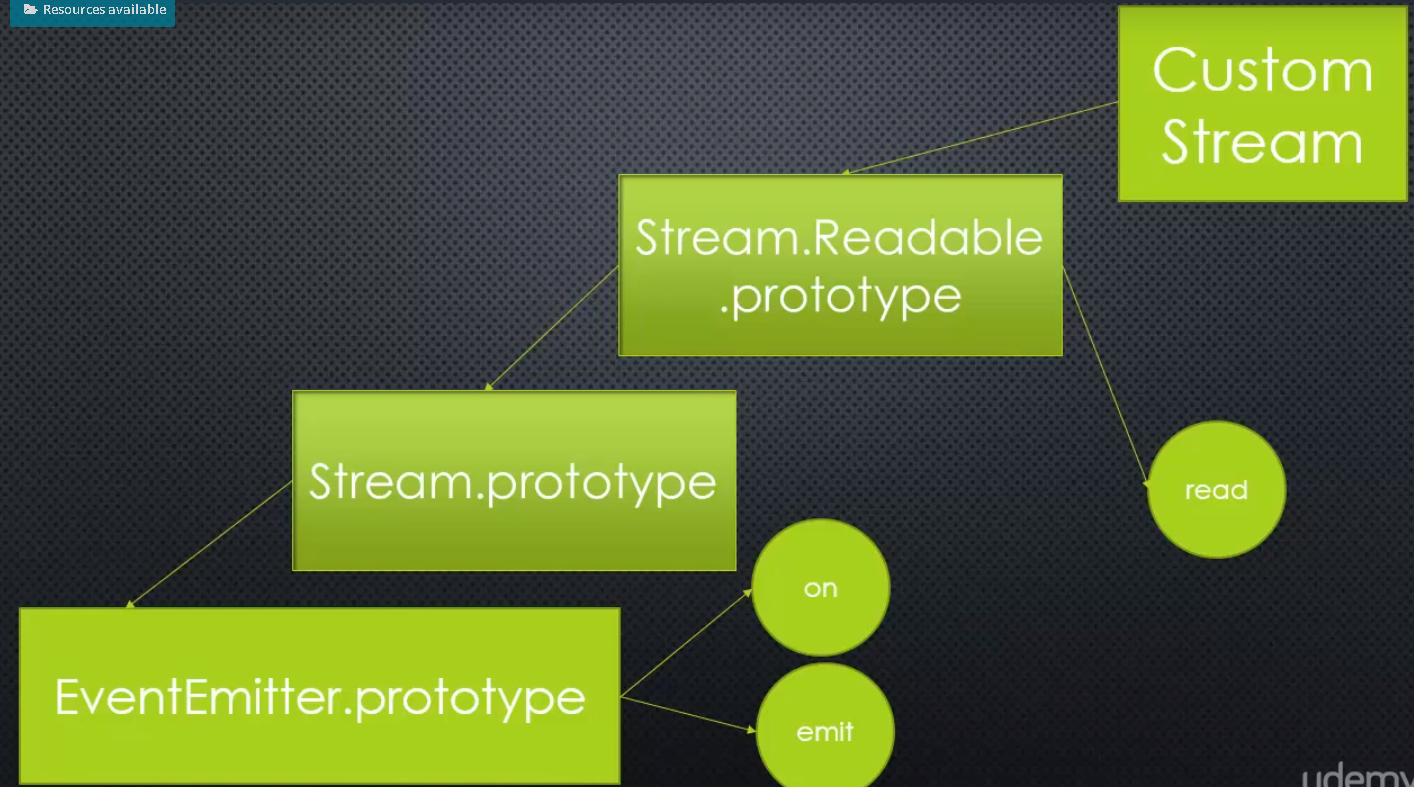 Resources available
Custom
Stream
Stream.Readable
.prototype
Stream.prototype
read
on
EventEmitter.prototype
emit
udemy